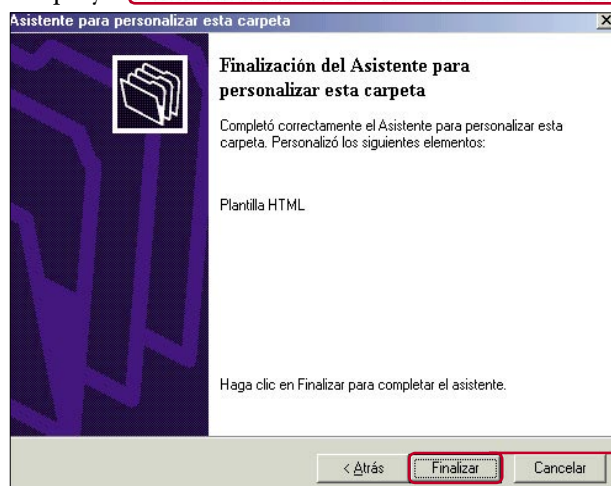 Asistente para personalizar esta carpeta
Finalización del Asistente para
personalizar esta carpeta
Completó correctamente el Asistente para personalizar esta
carpeta. Personalizó los siguientes elementos:
Plantilla HTML
Haga clic en Finalizar para completar el asistente.
< Atrás
Finalizar
Cancelar